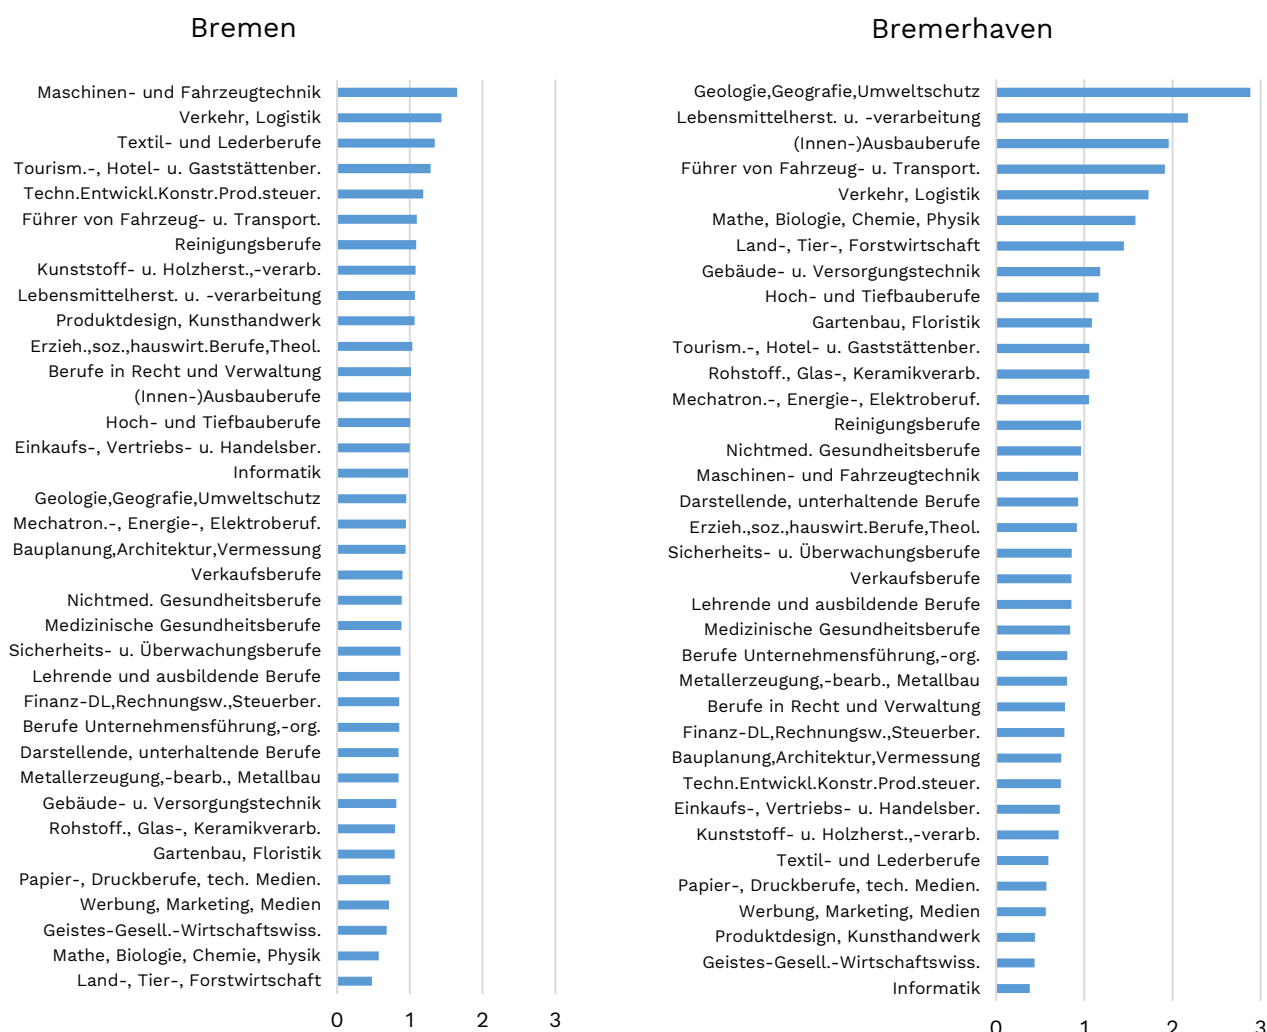 Bremen
Maschinen- und Fahrzeugtechnik
Verkehr, Logistik
Textil- und Lederberufe
Tourism.-, Hotel- u. Gaststättenber.
Techn.Entwickl.Konstr.Prod.steuer.
Führer von Fahrzeug- u. Transport.
Reinigungsberufe
Kunststoff- u. Holzherst.,-verarb.
Lebensmittelherst. u. -verarbeitung
Produktdesign, Kunsthandwerk
Erzieh.,soz.,hauswirt.Berufe,Theol.
Berufe in Recht und Verwaltung
(Innen-)Ausbauberufe
Hoch- und Tiefbauberufe
Einkaufs-, Vertriebs- u. Handelsber.
Informatik
Geologie,Geografie,Umweltschutz
Mechatron.-, Energie-, Elektroberuf.
Bauplanung,Architektur,Vermessung
Verkaufsberufe
Nichtmed. Gesundheitsberufe
Medizinische Gesundheitsberufe
Sicherheits- u. Überwachungsberufe
Lehrende und ausbildende Berufe
Finanz-DL,Rechnungsw.,Steuerber.
Berufe Unternehmensführung,-org.
Darstellende, unterhaltende Berufe
Metallerzeugung,-bearb., Metallbau
Gebäude- u. Versorgungstechnik
Rohstoff., Glas-, Keramikverarb.
Gartenbau, Floristik
Papier-, Druckberufe, tech. Medien.
Werbung, Marketing, Medien
Geistes-Gesell.-Wirtschaftswiss.
Mathe, Biologie, Chemie, Physik
Land-, Tier-, Forstwirtschaft
0 1 2 3
Bremerhaven
Geologie,Geografie,Umweltschutz
Lebensmittelherst. u. -verarbeitung
(Innen-)Ausbauberufe
Führer von Fahrzeug- u. Transport.
Verkehr, Logistik
Mathe, Biologie, Chemie, Physik
Land-, Tier-, Forstwirtschaft
Gebäude- u. Versorgungstechnik
Hoch- und Tiefbauberufe
Gartenbau, Floristik
Tourism.-, Hotel- u. Gaststättenber.
Rohstoff., Glas-, Keramikverarb.
Mechatron.-, Energie-, Elektroberuf.
Reinigungsberufe
Nichtmed. Gesundheitsberufe
Maschinen- und Fahrzeugtechnik
Darstellende, unterhaltende Berufe
Erzieh.,soz.,hauswirt.Berufe,Theol.
Sicherheits- u. Überwachungsberufe
Verkaufsberufe
Lehrende und ausbildende Berufe
Medizinische Gesundheitsberufe
Berufe Unternehmensführung,-org.
Metallerzeugung,-bearb., Metallbau
Berufe in Recht und Verwaltung
Finanz-DL,Rechnungsw.,Steuerber.
Bauplanung,Architektur,Vermessung
Techn.Entwickl.Konstr.Prod.steuer.
Einkaufs-, Vertriebs- u. Handelsber.
Kunststoff- u. Holzherst.,-verarb.
Textil- und Lederberufe
Papier-, Druckberufe, tech. Medien.
Werbung, Marketing, Medien
Produktdesign, Kunsthandwerk
Geistes-Gesell.-Wirtschaftswiss.
Informatik
0 1 2 3